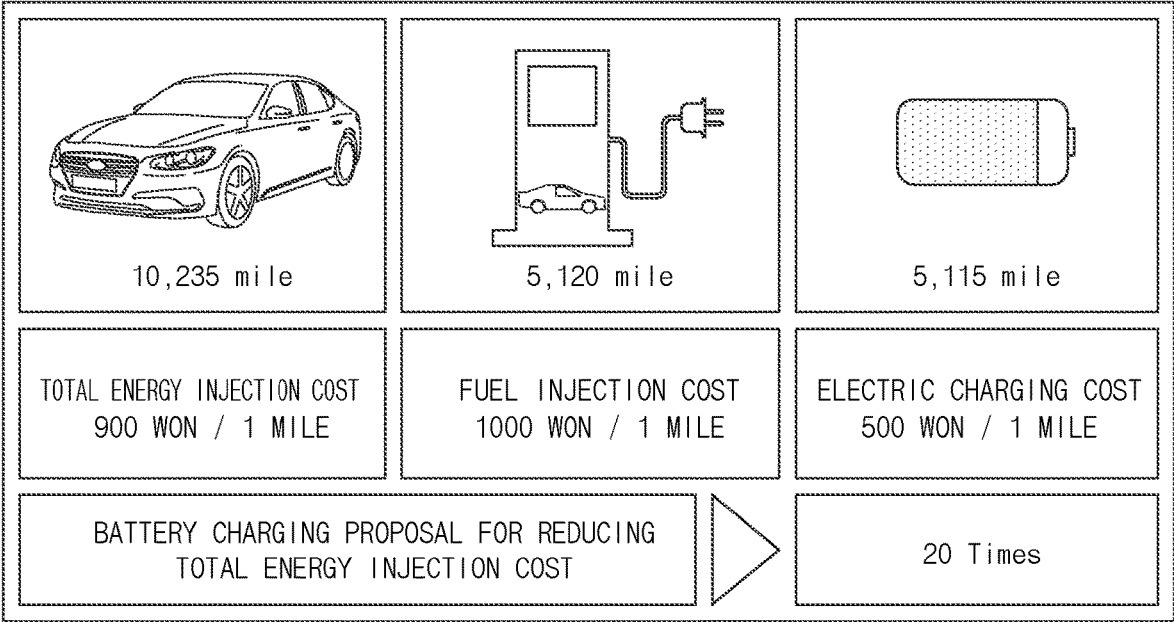 10,235 mile
5,120 mile
5,115 mile
TOTAL ENERGY INJECTION COST
900 WON / 1 MILE
FUEL INJECTION COST
1000 WON / 1 MILE
ELECTRIC CHARGING COST
500 WON / 1 MILE
BATTERY CHARGING PROPOSAL FOR REDUCING
TOTAL ENERGY INJECTION COST
20 Times